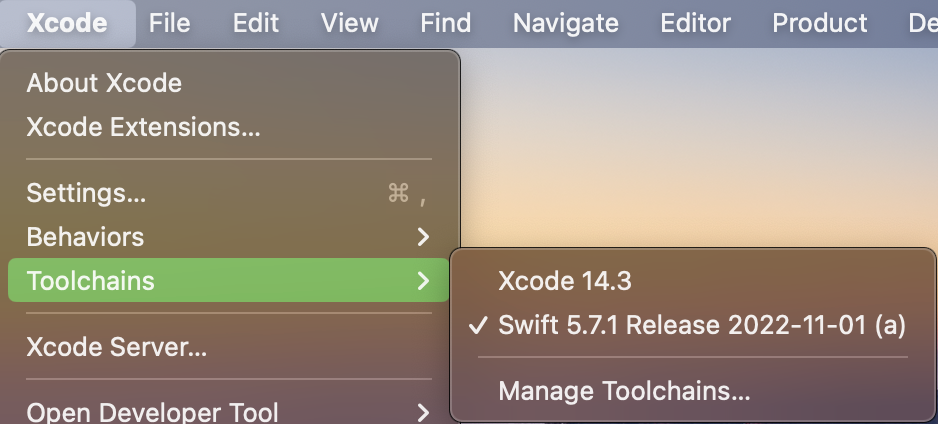 Xcode File Edit View Find Navigate Editor Product De
About Xcode
Xcode Extensions...
Settings... ⌘ ,
Behaviors
Toolchains
Xcode 14.3
✓ Swift 5.7.1 Release 2022-11-01 (a)
Xcode Server...
Manage Toolchains...
Open Developer Tool